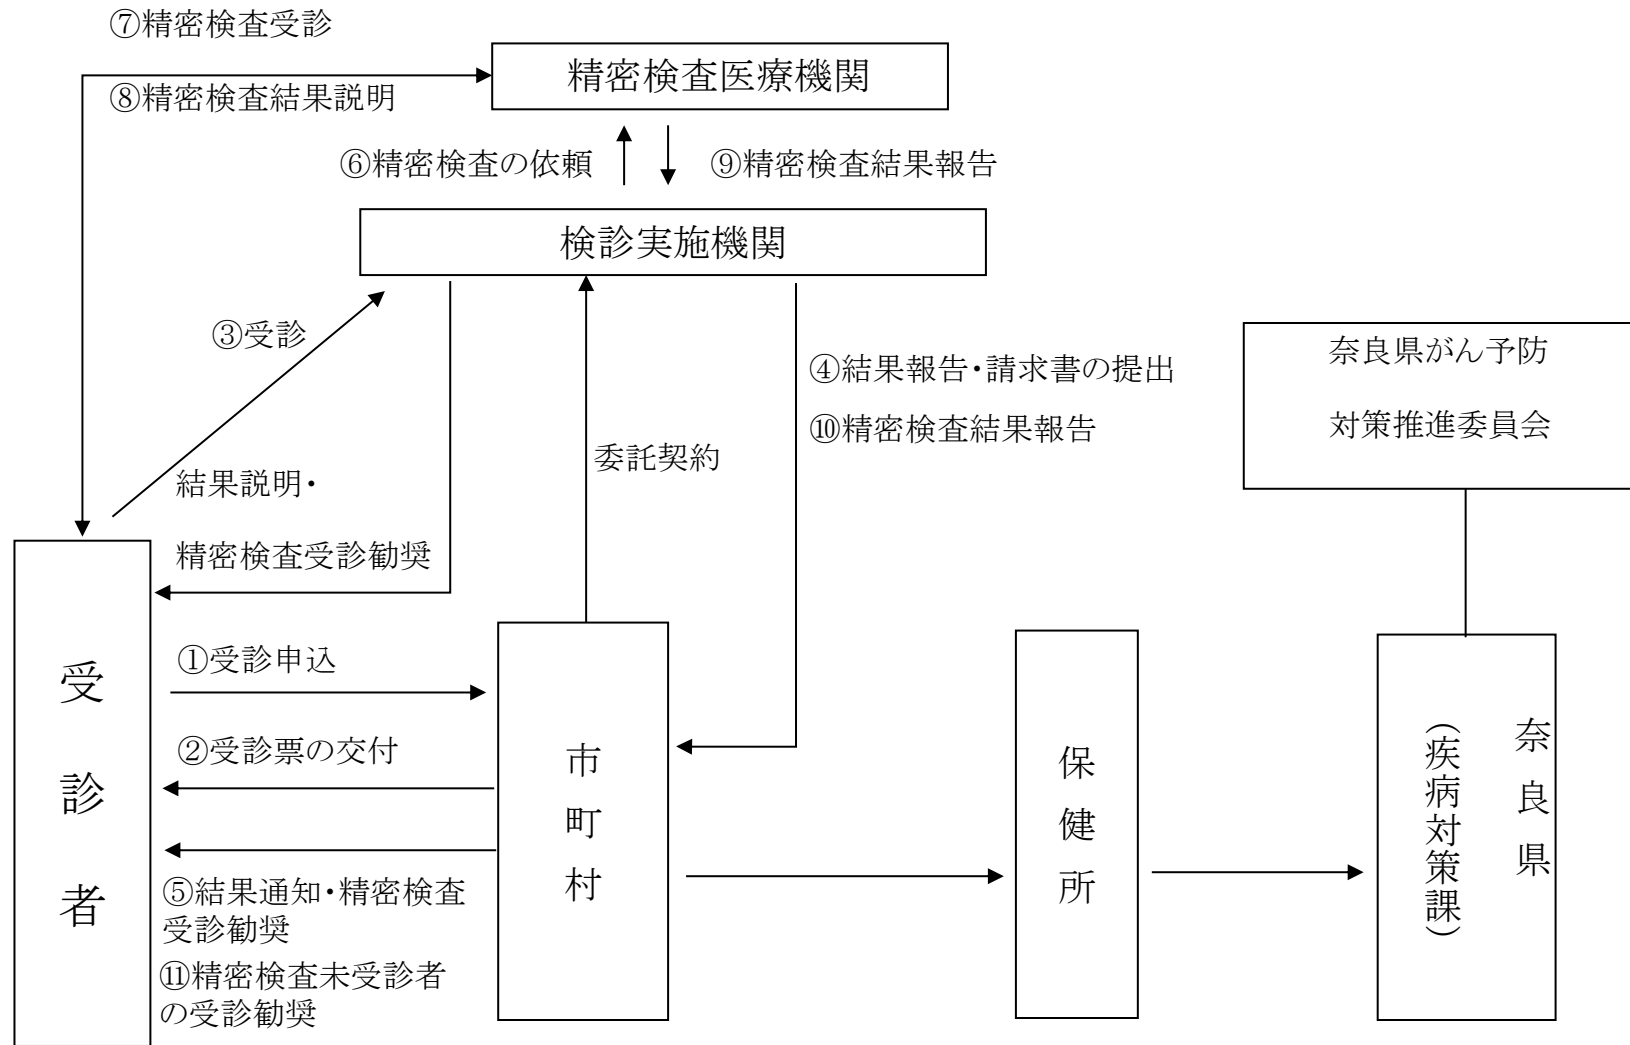 ⑦精密検査受診
精密検査医療機関
⑧精密検査結果説明
⑥精密検査の依頼
⑨精密検査結果報告
検診実施機関
③受診
④結果報告・請求書の提出
⑩精密検査結果報告
奈良県がん予防
対策推進委員会
委託契約
結果説明・
精密検査受診勧奨
受診者
①受診申込
②受診票の交付
⑤結果通知・精密検査
受診勧奨
⑪精密検査未受診者
の受診勧奨
市町村
保健所
奈良県
(疾病対策課)